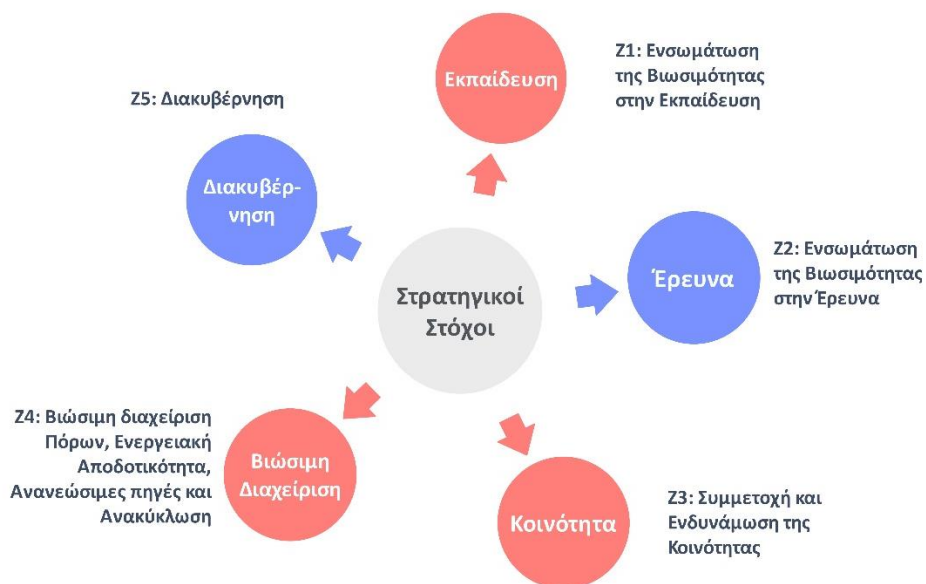 Εκπαίδευση
Ζ1: Ενσωμάτωση
της Βιωσιμότητας
στην Εκπαίδευση
Ζ5: Διακυβέρνηση
Διακυβέρ-
νηση
Έρευνα
Ζ2: Ενσωμάτωση
της Βιωσιμότητας
στην Έρευνα
Στρατηγικοί
Στόχοι
Ζ4: Βιώσιμη διαχείριση
Πόρων, Ενεργειακή
Αποδοτικότητα,
Ανανεώσιμες πηγές και
Ανακύκλωση
Βιώσιμη
Διαχείριση
Κοινότητα
Ζ3: Συμμετοχή και
Ενδυνάμωση της
Κοινότητας